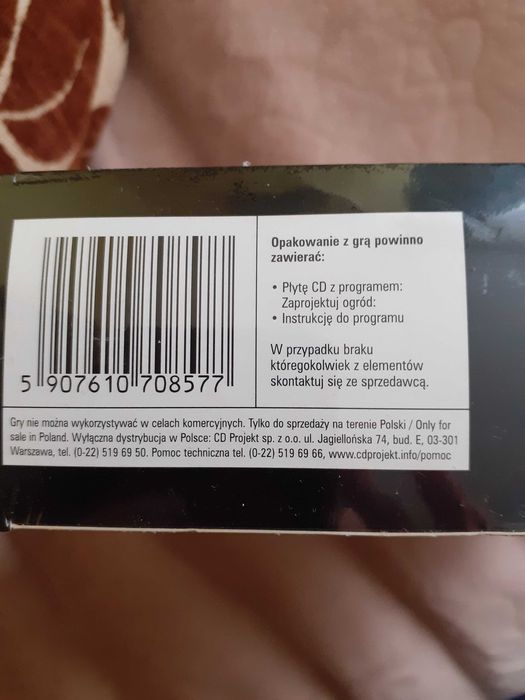 5 907610 708577
Opakowanie z grą powinno
zawierać:
• Płytę CD z programem:
Zaprojektuj ogród:
• Instrukcję do programu
W przypadku braku
któregokolwiek z elementów
skontaktuj się ze sprzedawcą.
Gry nie można wykorzystywać w celach komercyjnych. Tylko do sprzedaży na terenie Polski / Only for
sale in Poland. Wyłączna dystrybucja w Polsce: CD Projekt sp. z o.o. ul. Jagiellońska 74, bud. E, 03-301
Warszawa, tel. (0-22) 519 69 50. Pomoc techniczna tel. (0-22) 519 69 66, www.cdprojekt.info/pomoc